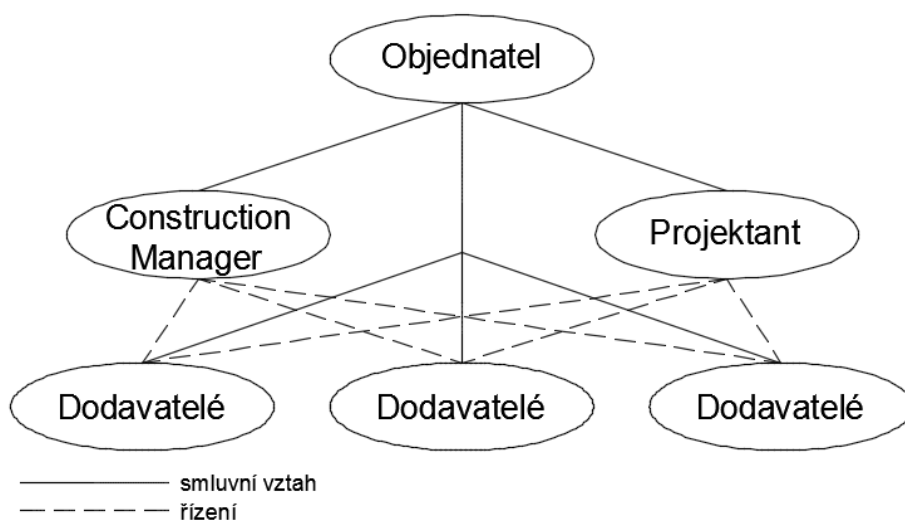 Objednatel
Construction
Manager
Projektant
Dodavatelé
Dodavatelé
Dodavatelé
smluvní vztah
řízení